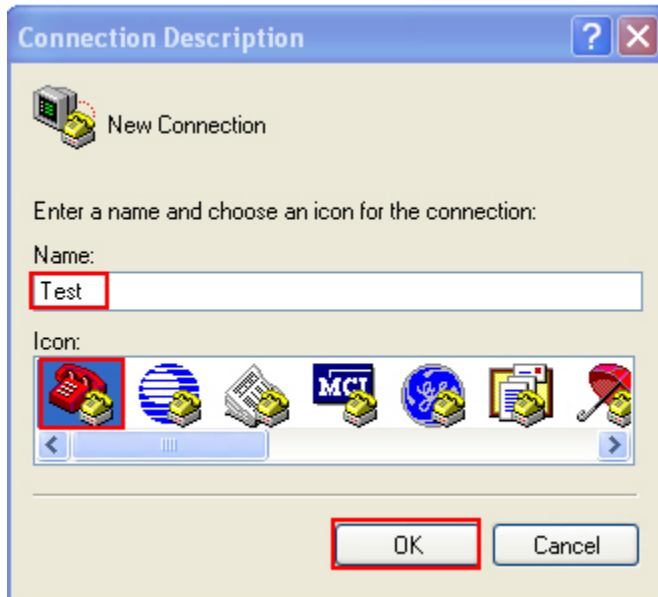 Connection Description
?
New Connection
Enter a name and choose an icon for the connection:
Name:
Test
Icon:
MCI
OK
Cancel